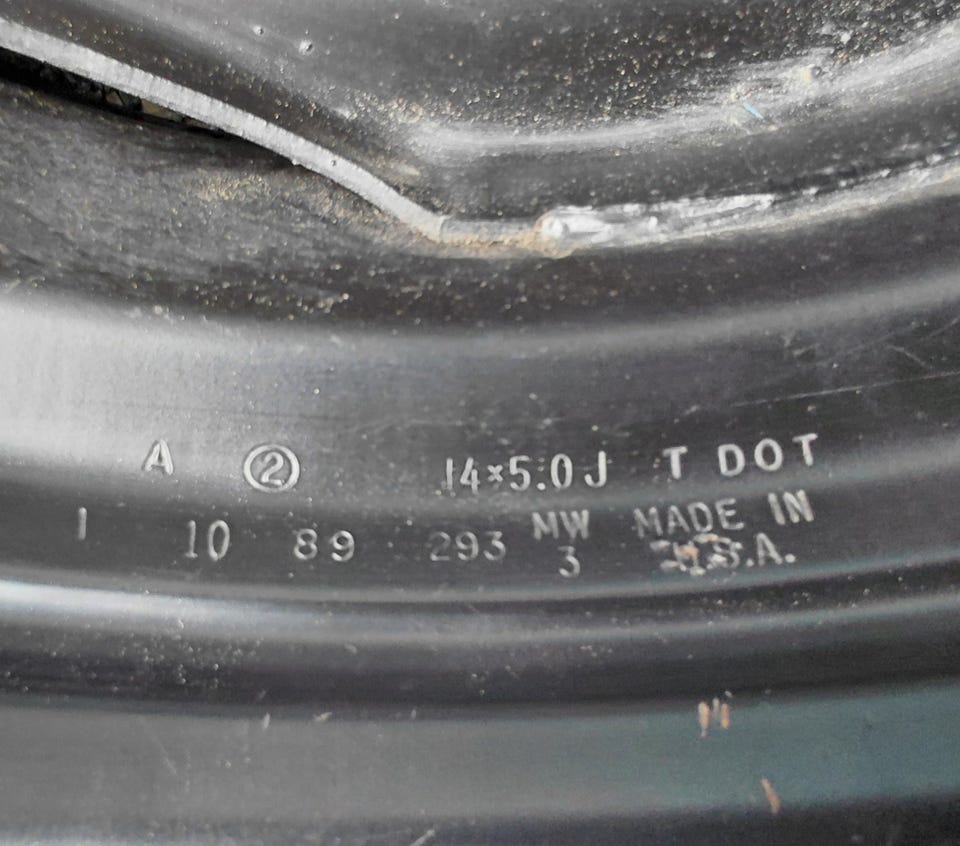 A ② 14×5.0J T DOT
1 10 89 293 MW 3 MADE IN
U.S.A.